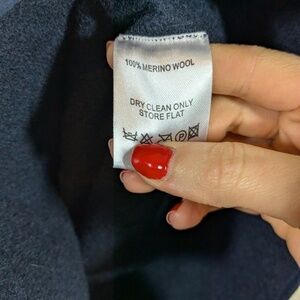 100% MERINO WOOL
DRY CLEAN ONLY
STORE FLAT